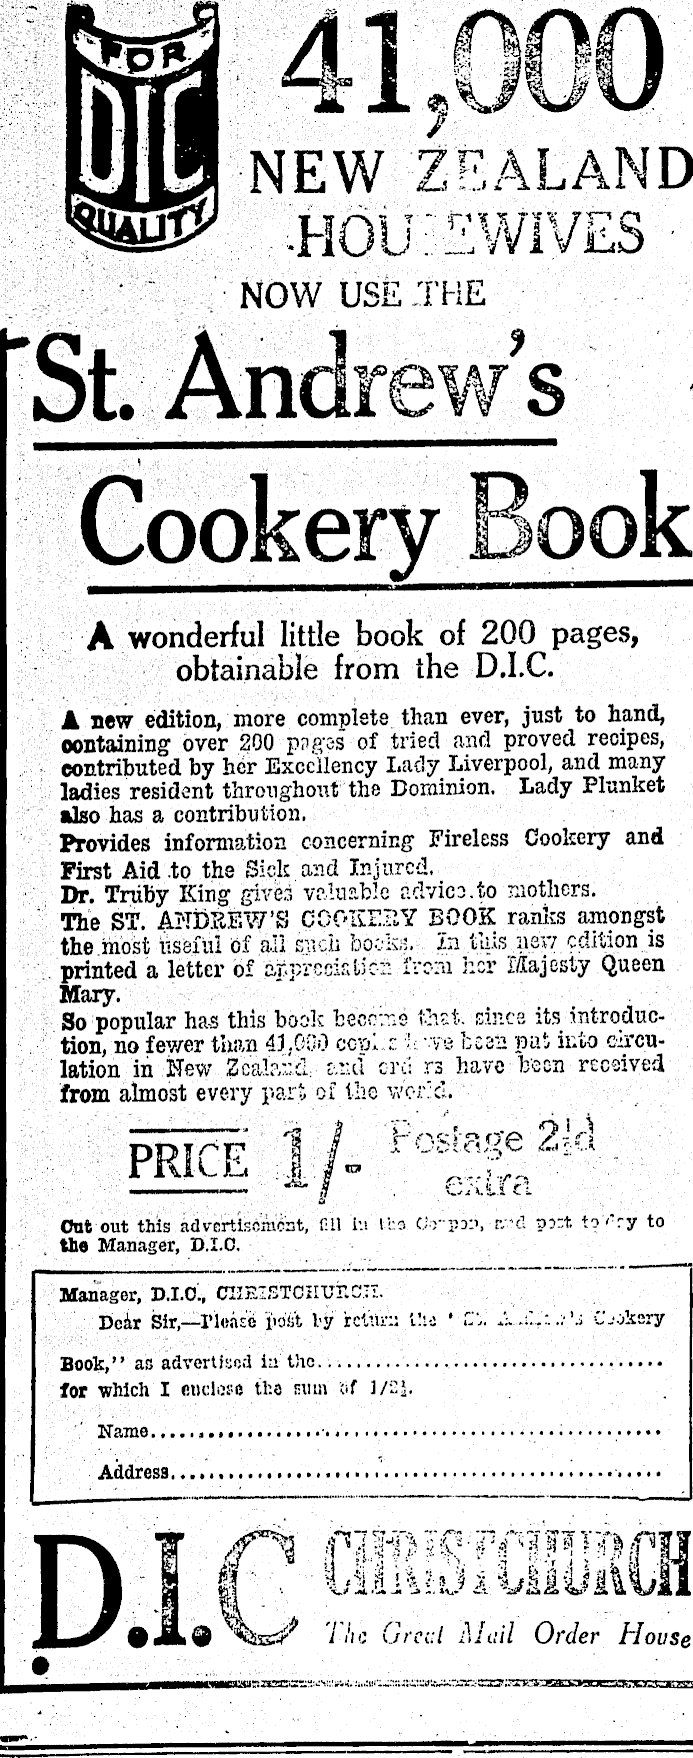 FOR
DIC
QUALITY
41,000
NEW ZEALAND
HOUSEWIVES
NOW USE THE
St. Andrew's
Cookery Book
A wonderful little book of 200 pages,
obtainable from the D.I.C.
A new edition, more complete than ever, just to hand,
containing over 200 pages of tried and proved recipes,
contributed by her Excellency Lady Liverpool, and many
ladies resident throughout the Dominion. Lady Plunket
also has a contribution.
Provides information concerning Fireless Cookery and
First Aid to the Sick and Injured.
Dr. Truby King gives valuable advice to mothers.
The ST. ANDREW'S COOKERY BOOK ranks amongst
the most useful of all such books. In this new edition is
printed a letter of appreciation from her Majesty Queen
Mary.
So popular has this book become that since its introduc-
tion, no fewer than 41,000 copies have been put into circu-
lation in New Zealand, and orders have been received
from almost every part of the world.
PRICE 1/- Postage 2½d
extra
Cut out this advertisement, fill in the Coupon, and post to-day to
the Manager, D.I.C.
Manager, D.I.C., CHRISTCHURCH.
Dear Sir,—Please post by return the ' St. Andrew's Cookery
Book,'' as advertised in the......................................
for which I enclose the sum of 1/2½.
Name......................................................
Address...................................................
D.I.C CHRISTCHURCH
The Great Mail Order House